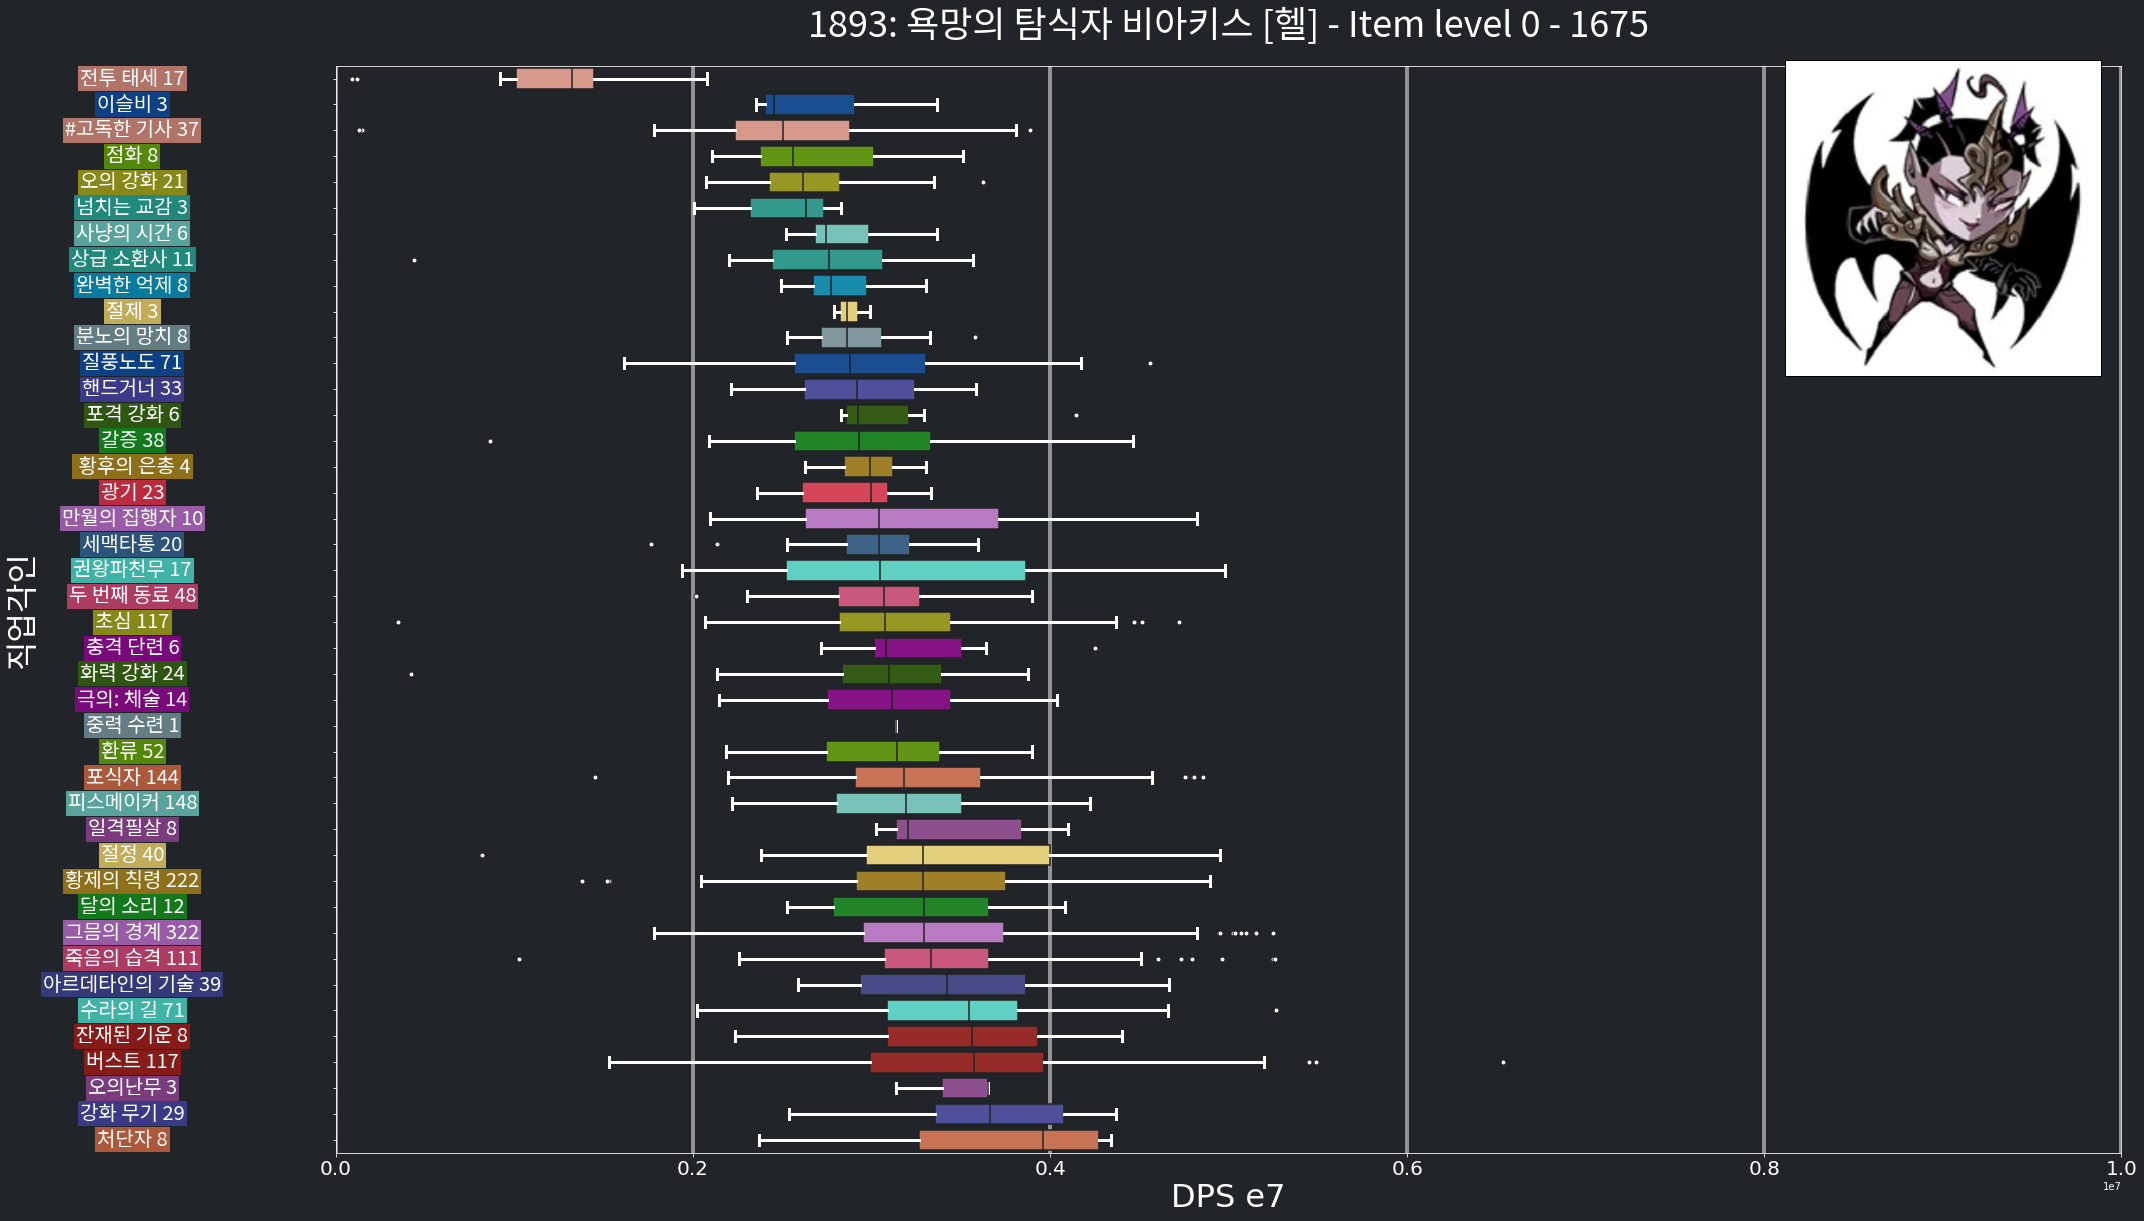 1893: 욕망의 탐식자 비아키스 [헬] - Item level 0 - 1675
전투 태세 17
이슬비 3
#고독한 기사 37
점화 8
오의 강화 21
넘치는 교감 3
사냥의 시간 6
상급 소환사 11
완벽한 억제 8
절제 3
분노의 망치 8
질풍노도 71
핸드거너 33
포격 강화 6
갈증 38
황후의 은총 4
광기 23
만월의 집행자 10
세맥타통 20
권왕파천무 17
두 번째 동료 48
초심 117
충격 단련 6
화력 강화 24
극의: 체술 14
중력 수련 1
환류 52
포식자 144
피스메이커 148
일격필살 8
절정 40
황제의 칙령 222
달의 소리 12
그믐의 경계 322
죽음의 습격 111
아르데타인의 기술 39
수라의 길 71
잔재된 기운 8
버스트 117
오의난무 3
강화 무기 29
처단자 8
직업각인
0.0 0.2 0.4 0.6 0.8 1.0
1e7
DPS e7